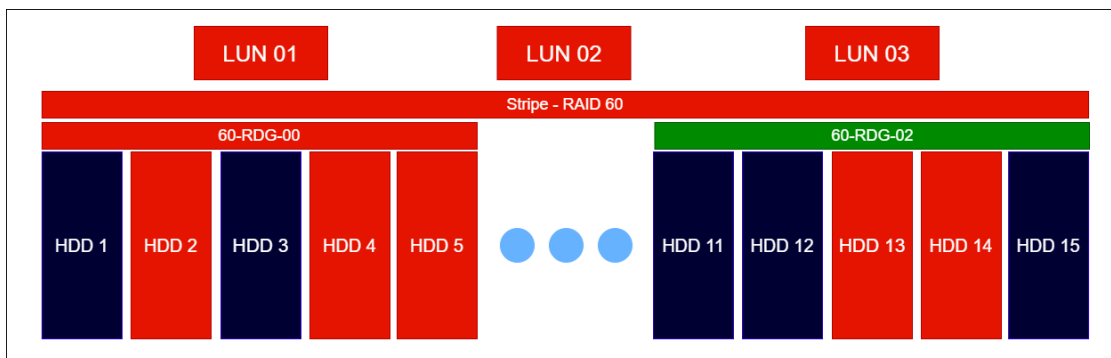 LUN 01 LUN 02 LUN 03
Stripe - RAID 60
60-RDG-00 60-RDG-02
HDD 1 HDD 2 HDD 3 HDD 4 HDD 5 HDD 11 HDD 12 HDD 13 HDD 14 HDD 15